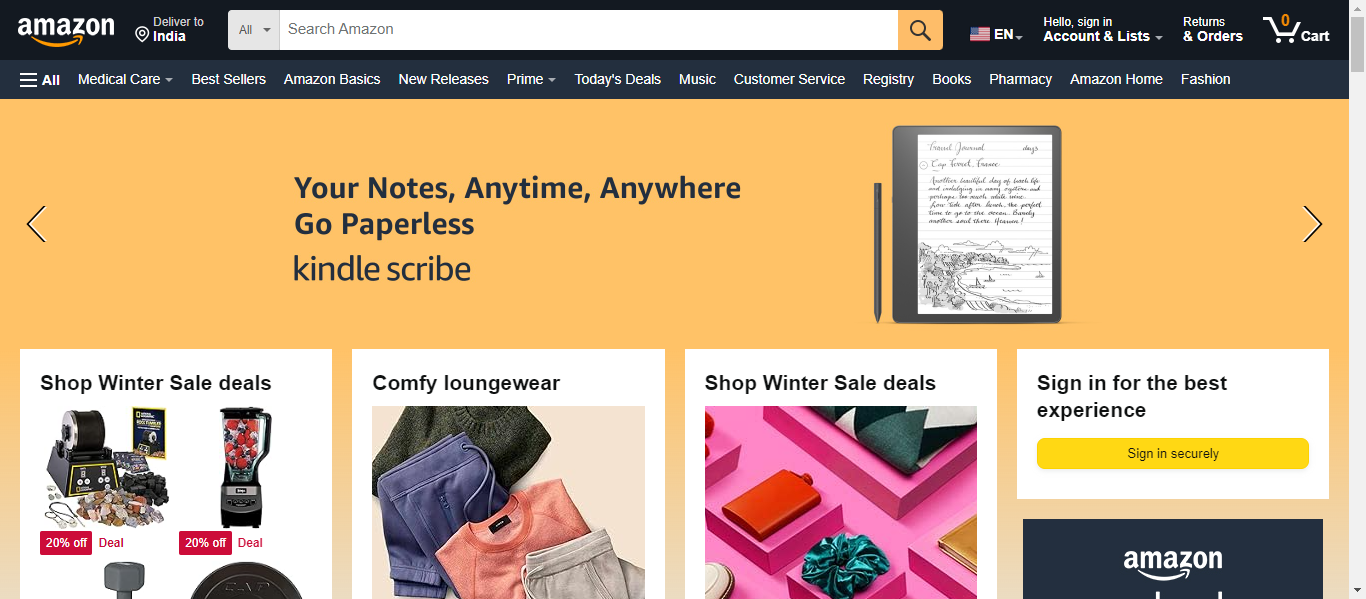 amazon
Deliver to
India
All
Search Amazon
EN
Hello, sign in
Account & Lists
Returns
& Orders
0
Cart
All
Medical Care
Best Sellers
Amazon Basics
New Releases
Prime
Today's Deals
Music
Customer Service
Registry
Books
Pharmacy
Amazon Home
Fashion
Your Notes, Anytime, Anywhere
Go Paperless
kindle scribe
Travel Journal
days
Cap Ferret, France
Another beautiful day of beach life
and indulging in many oysters and
perhaps too much white wine.
Low tide after lunch, the perfect
time to go to the ocean. Barely
another soul there. Heaven!
Shop Winter Sale deals
20% off
Deal
20% off
Deal
Comfy loungewear
Shop Winter Sale deals
Sign in for the best
experience
Sign in securely
amazon